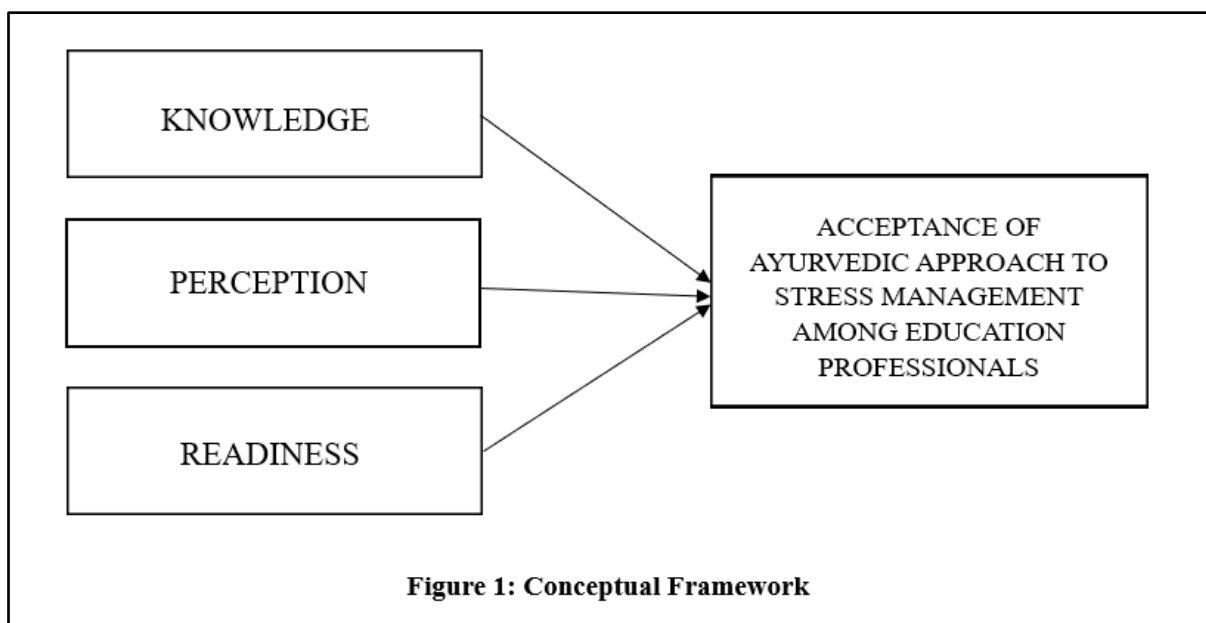 KNOWLEDGE
PERCEPTION
READINESS
ACCEPTANCE OF
AYURVEDIC APPROACH TO
STRESS MANAGEMENT
AMONG EDUCATION
PROFESSIONALS
Figure 1: Conceptual Framework